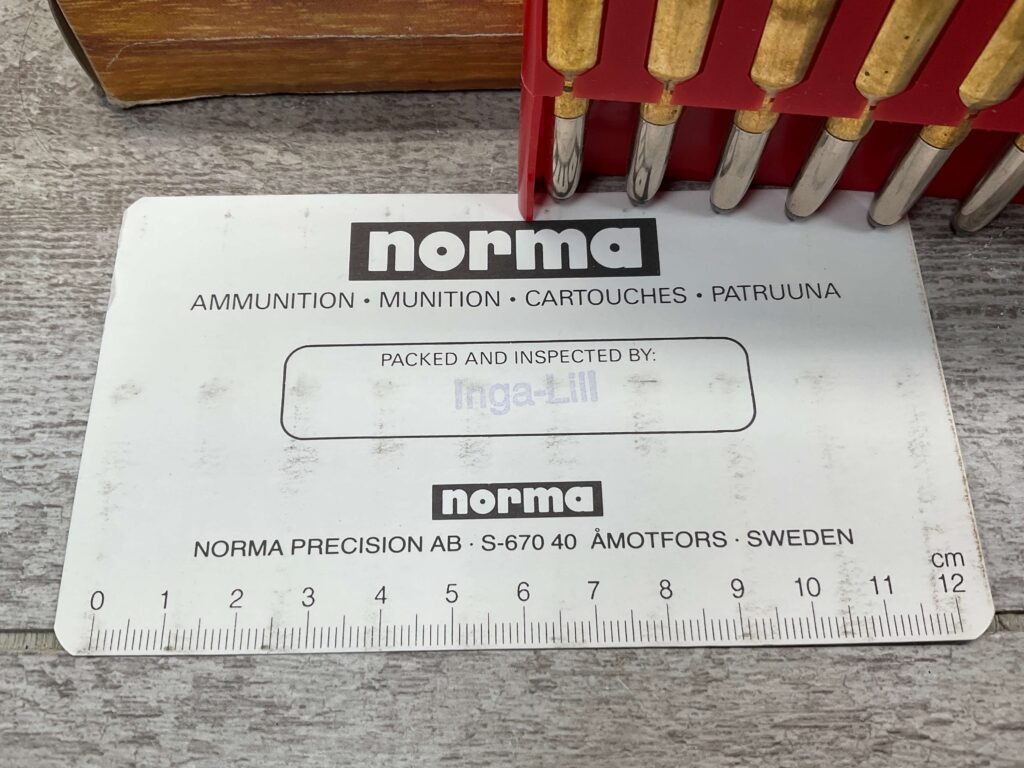 norma
AMMUNITION · MUNITION · CARTOUCHES · PATRUUNA
PACKED AND INSPECTED BY:
Inga-Lill
norma
NORMA PRECISION AB · S-670 40 ÅMOTFORS · SWEDEN
cm
0 1 2 3 4 5 6 7 8 9 10 11 12